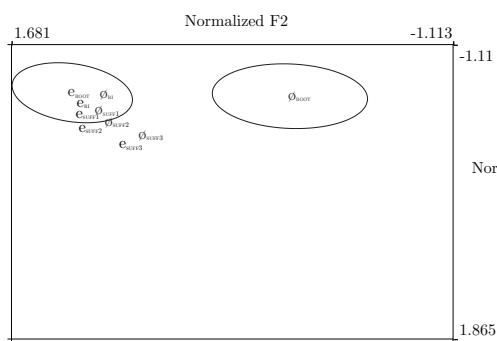 Normalized F2
1.681
-1.113
-1.11
e ROOT
ø RI
ø ROOT
e RI
e SUFF1
ø SUFF1
ø SUFF2
e SUFF2
ø SUFF3
e SUFF3
Nor
1.865